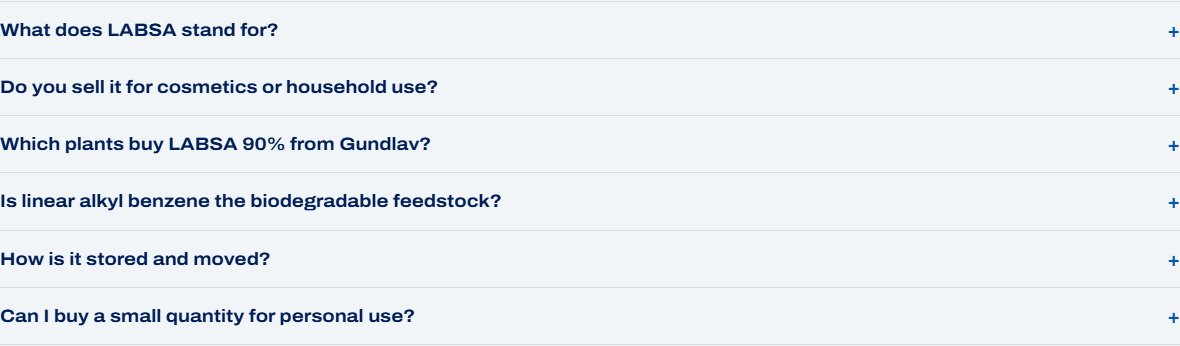 What does LABSA stand for? +
Do you sell it for cosmetics or household use? +
Which plants buy LABSA 90% from Gundlav? +
Is linear alkyl benzene the biodegradable feedstock? +
How is it stored and moved? +
Can I buy a small quantity for personal use? +